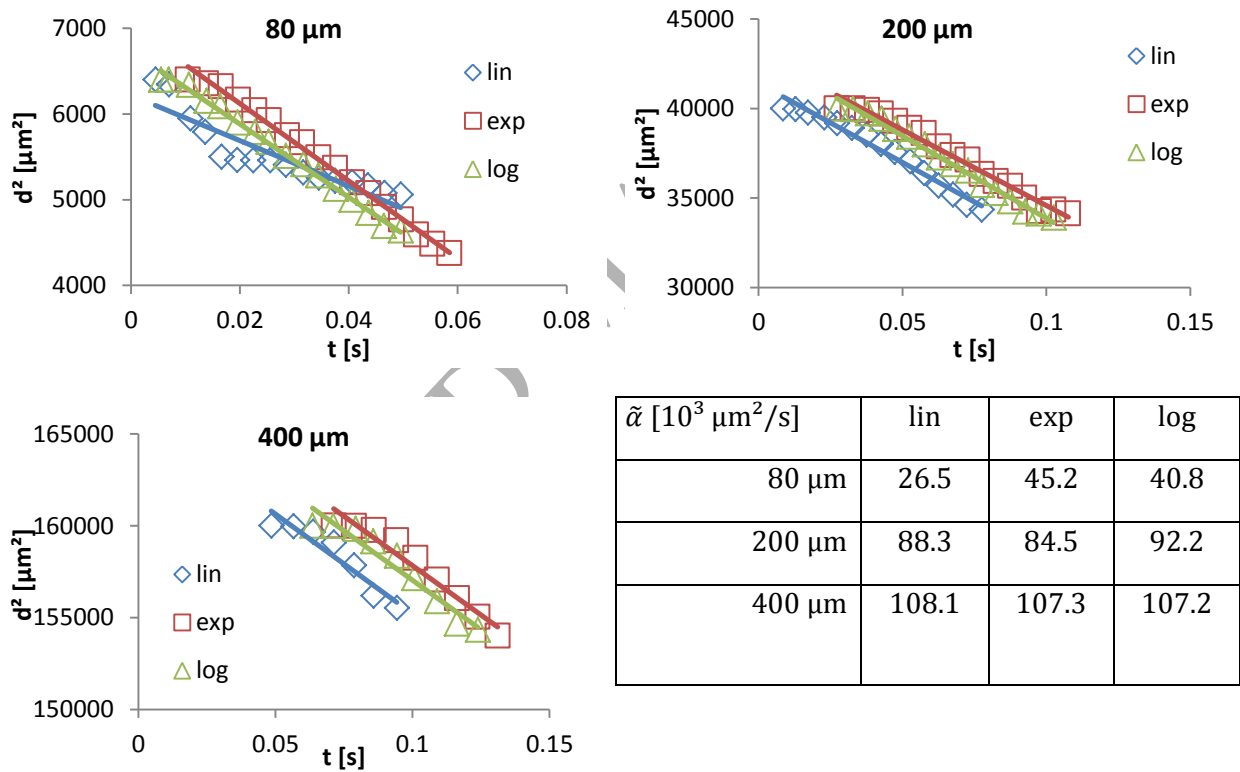 80 µm
7000
6000
5000
4000
d² [µm²]
0
0.02
0.04
0.06
0.08
t [s]
lin
exp
log
200 µm
45000
40000
35000
30000
d² [µm²]
0
0.05
0.1
0.15
t [s]
lin
exp
log
400 µm
165000
160000
155000
150000
d² [µm²]
0
0.05
0.1
0.15
t [s]
lin
exp
log
α̃ [10³ µm²/s] lin exp log
80 µm 26.5 45.2 40.8
200 µm 88.3 84.5 92.2
400 µm 108.1 107.3 107.2